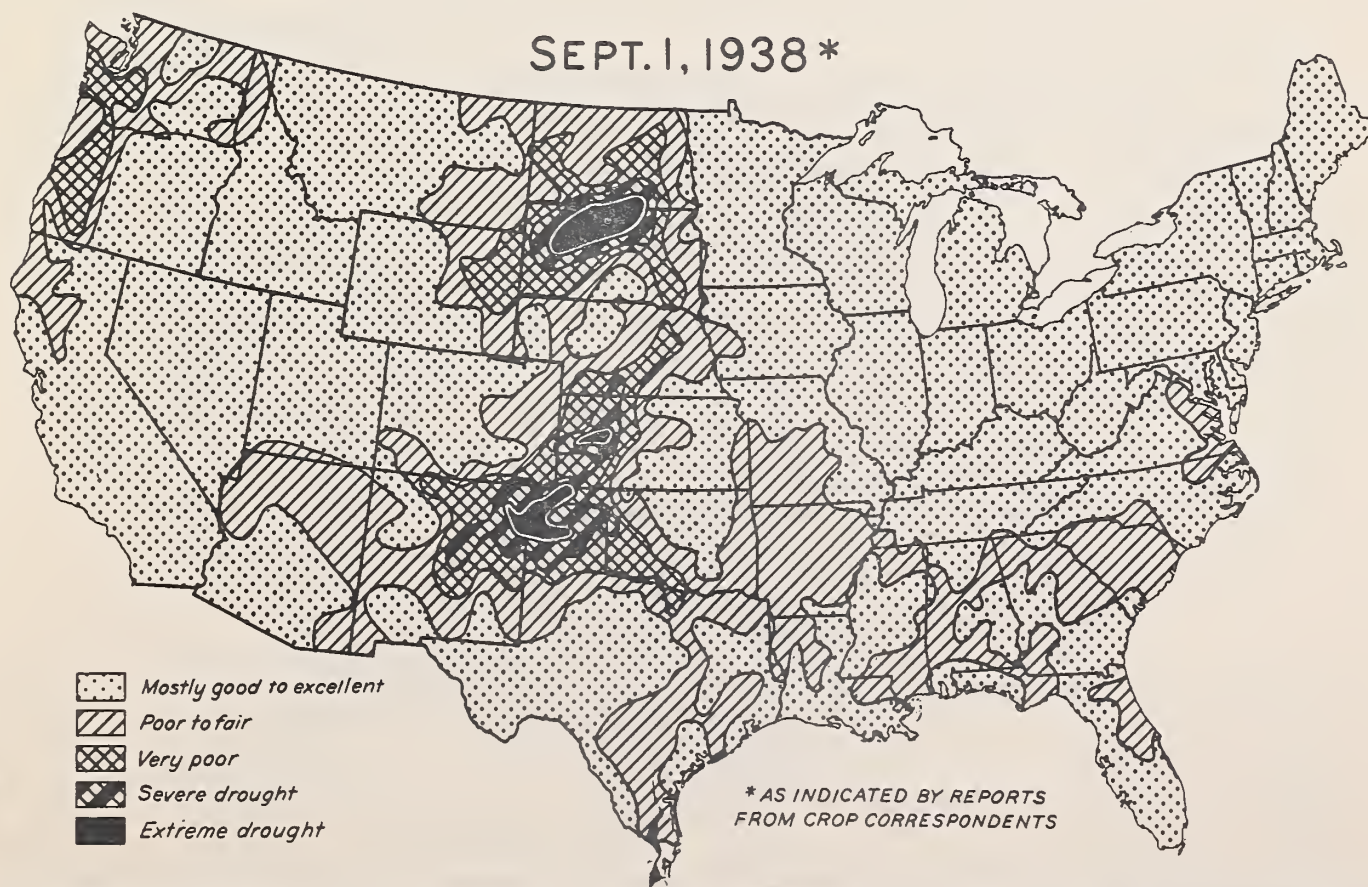 SEPT. 1, 1938*
Mostly good to excellent
Poor to fair
Very poor
Severe drought
Extreme drought
*AS INDICATED BY REPORTS
FROM CROP CORRESPONDENTS